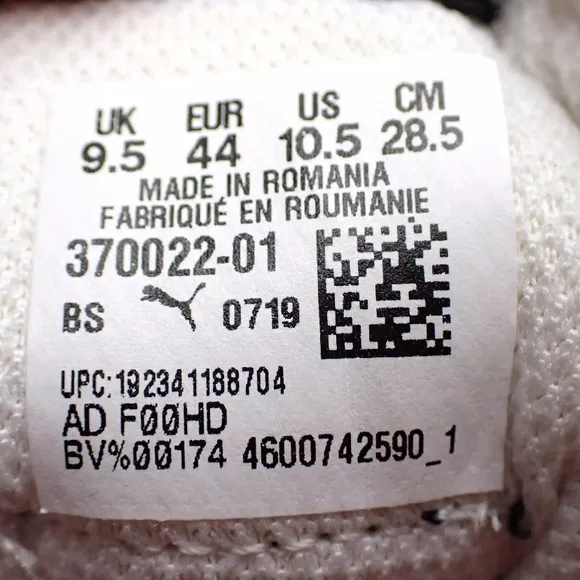 UK EUR US CM
9.5 44 10.5 28.5
MADE IN ROMANIA
FABRIQUÉ EN ROUMANIE
370022-01
BS 0719
UPC:192341188704
AD F00HD
BV%00174 4600742590_1